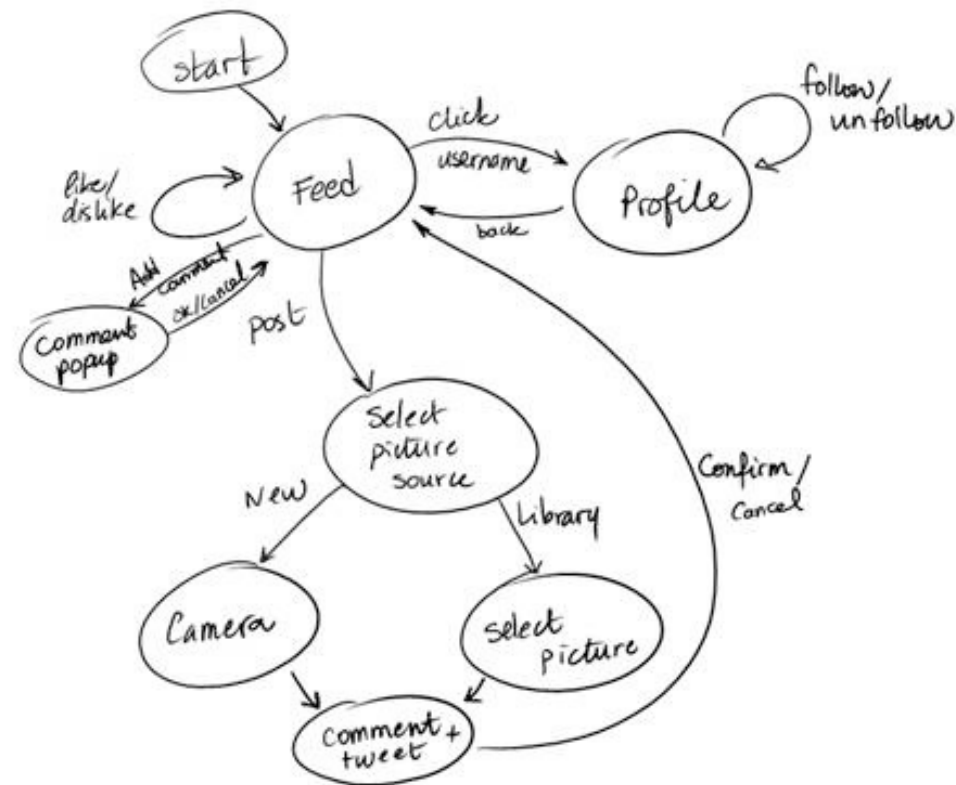 start
click
username
follow/
unfollow
like/
dislike
Feed
Profile
back
Add comment
ok/cancel
comment
popup
post
Select
picture
source
New
Library
Confirm/
Cancel
Camera
select
picture
comment +
tweet